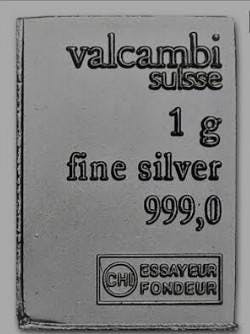 valcambi
suisse
1 g
fine silver
999,0
CHI ESSAYEUR
FONDEUR